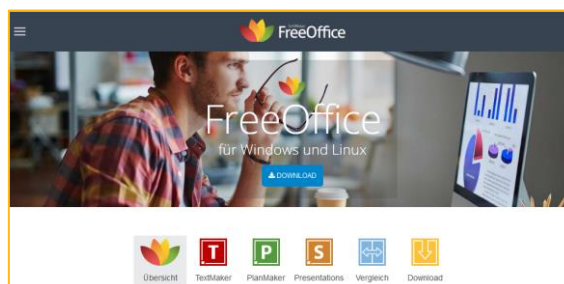 FreeOffice
FreeOffice
für Windows und Linux
DOWNLOAD
T P S
Übersicht TextMaker PlanMaker Presentations Vergleich Download